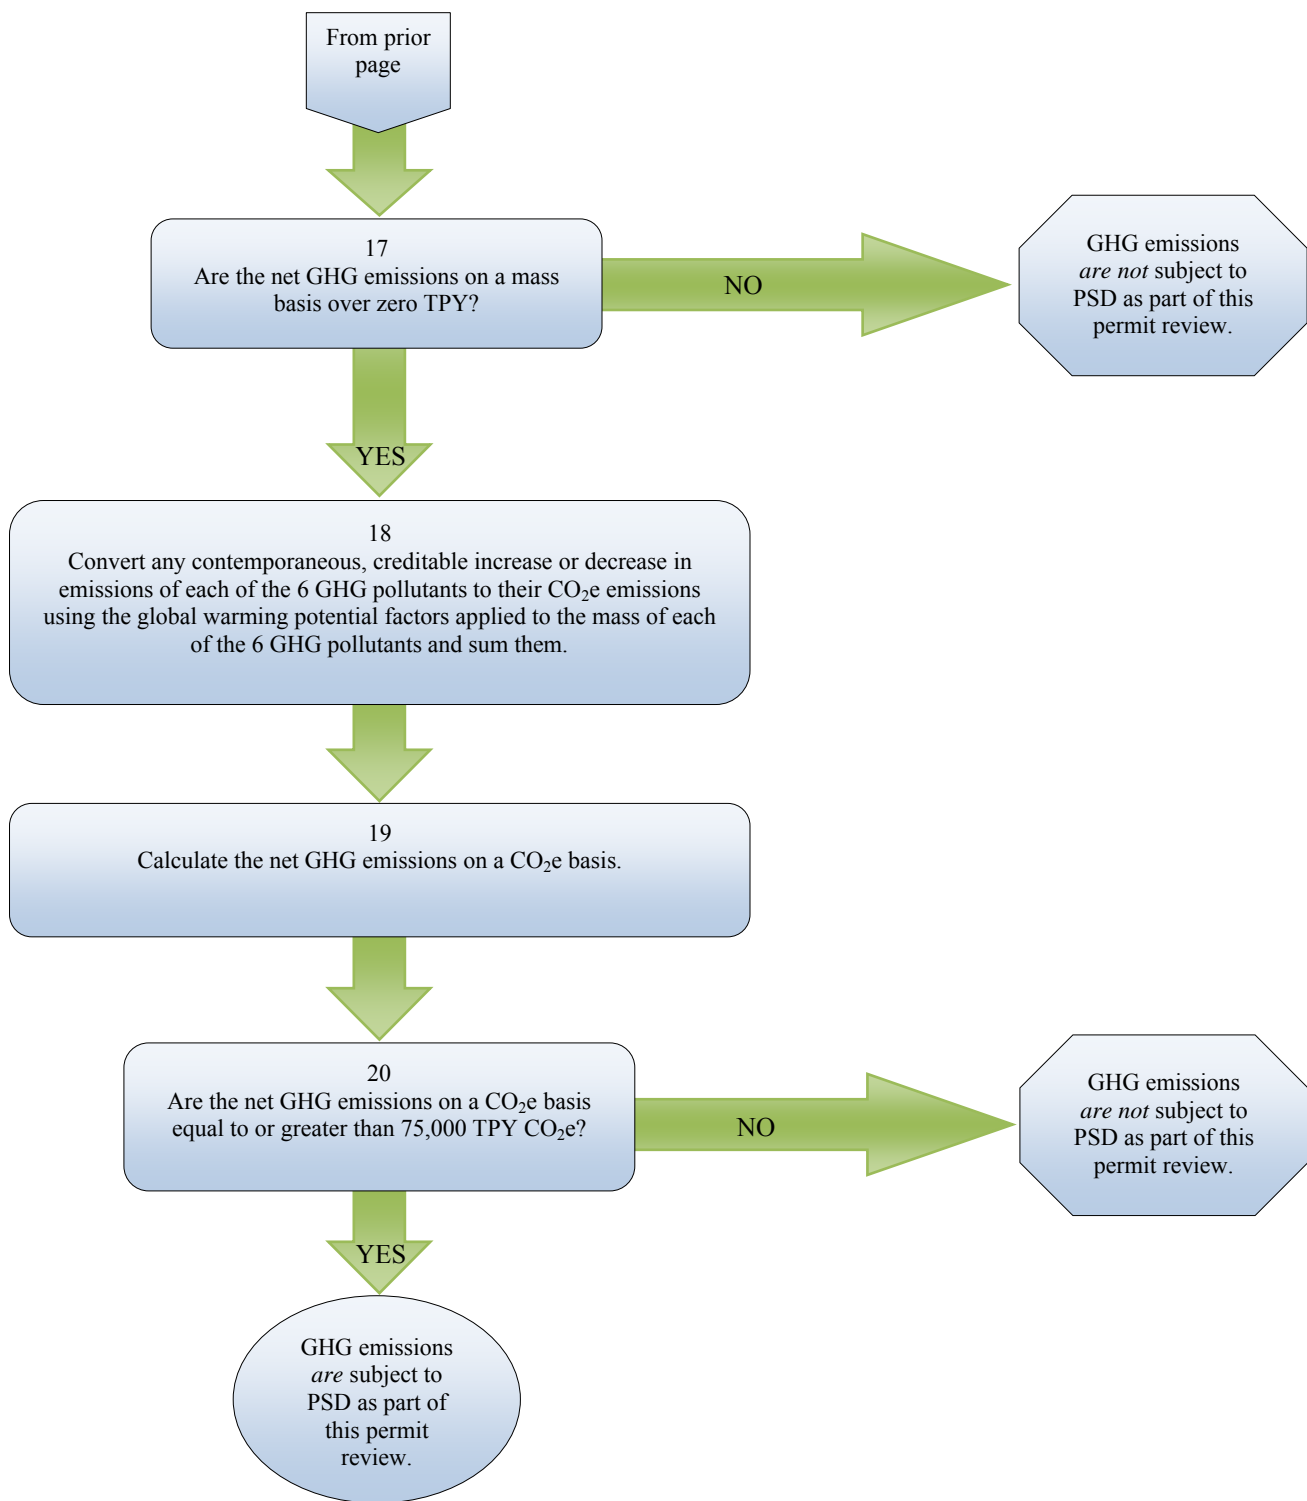 From prior
page
17
Are the net GHG emissions on a mass
basis over zero TPY?
NO
GHG emissions
are not subject to
PSD as part of this
permit review.
YES
18
Convert any contemporaneous, creditable increase or decrease in
emissions of each of the 6 GHG pollutants to their CO₂e emissions
using the global warming potential factors applied to the mass of each
of the 6 GHG pollutants and sum them.
19
Calculate the net GHG emissions on a CO₂e basis.
20
Are the net GHG emissions on a CO₂e basis
equal to or greater than 75,000 TPY CO₂e?
NO
GHG emissions
are not subject to
PSD as part of this
permit review.
YES
GHG emissions
are subject to
PSD as part of
this permit
review.